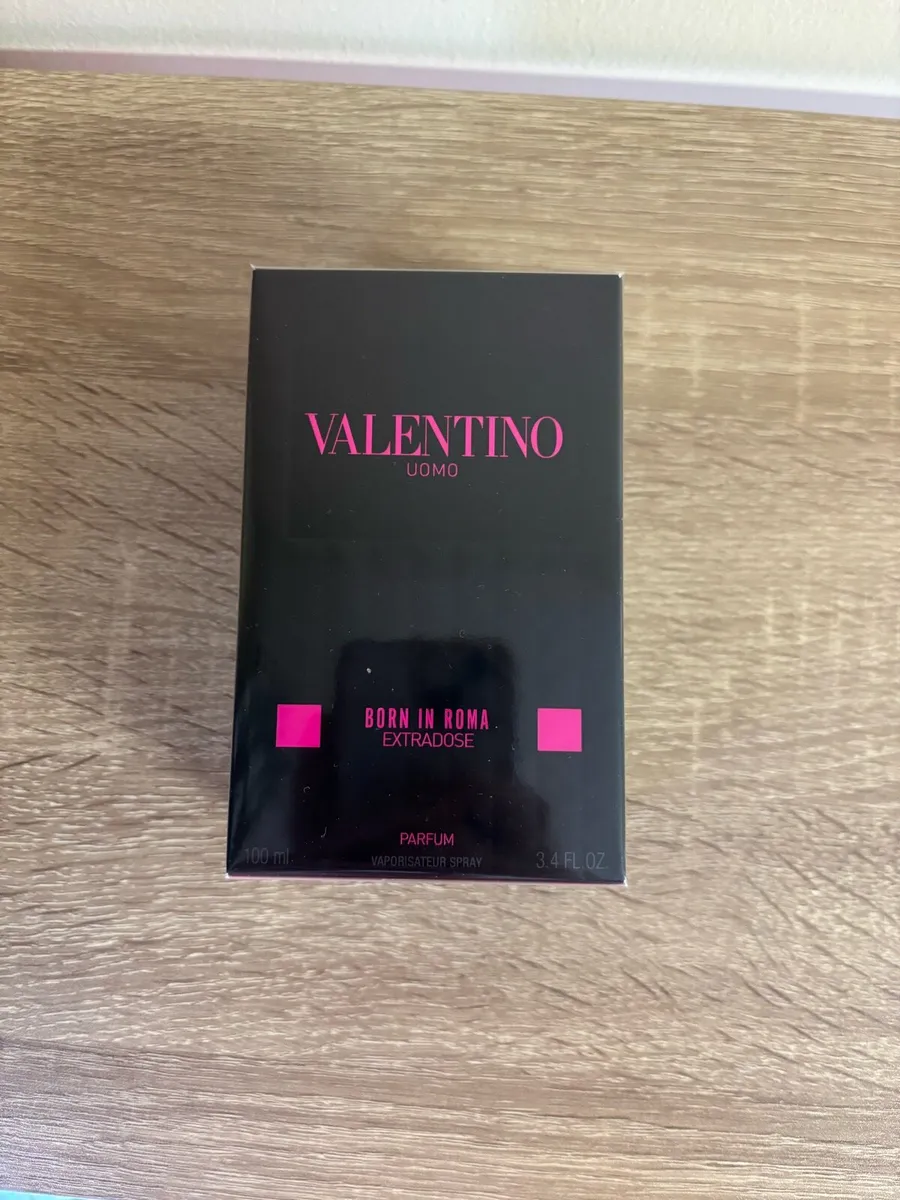 VALENTINO
UOMO
BORN IN ROMA
EXTRADOSE
PARFUM
100 ml VAPORISATEUR SPRAY 3.4 FL.OZ